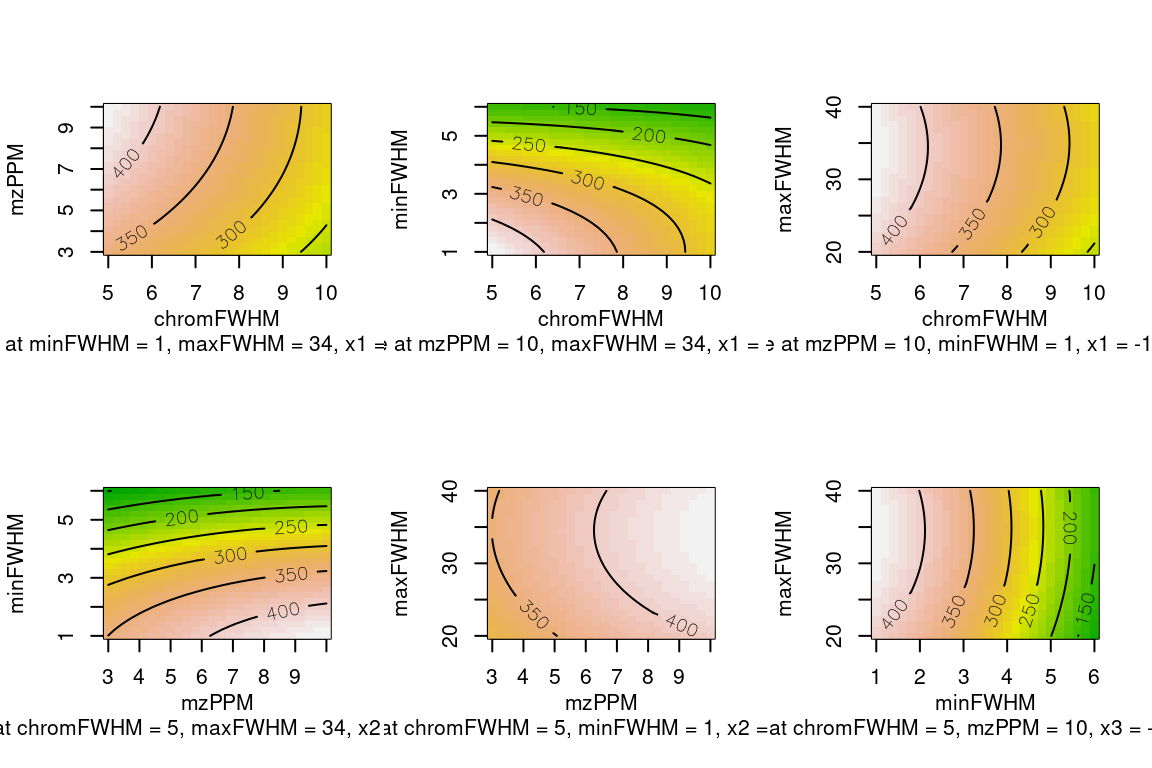 mzPPM
3 5 7 9
400
350
300
5 6 7 8 9 10
chromFWHM
at minFWHM = 1, maxFWHM = 34, x1 =
minFWHM
1 3 5
150
200
250
300
350
5 6 7 8 9 10
chromFWHM
at mzPPM = 10, maxFWHM = 34, x1 =
maxFWHM
20 30 40
400
350
300
5 6 7 8 9 10
chromFWHM
at mzPPM = 10, minFWHM = 1, x1 = -1
minFWHM
1 3 5
150
200
250
300
350
400
3 4 5 6 7 8 9
mzPPM
at chromFWHM = 5, maxFWHM = 34, x2
maxFWHM
20 30 40
350
400
3 4 5 6 7 8 9
mzPPM
at chromFWHM = 5, minFWHM = 1, x2 =
maxFWHM
20 30 40
400
350
300
250
200
150
1 2 3 4 5 6
minFWHM
at chromFWHM = 5, mzPPM = 10, x3 = -